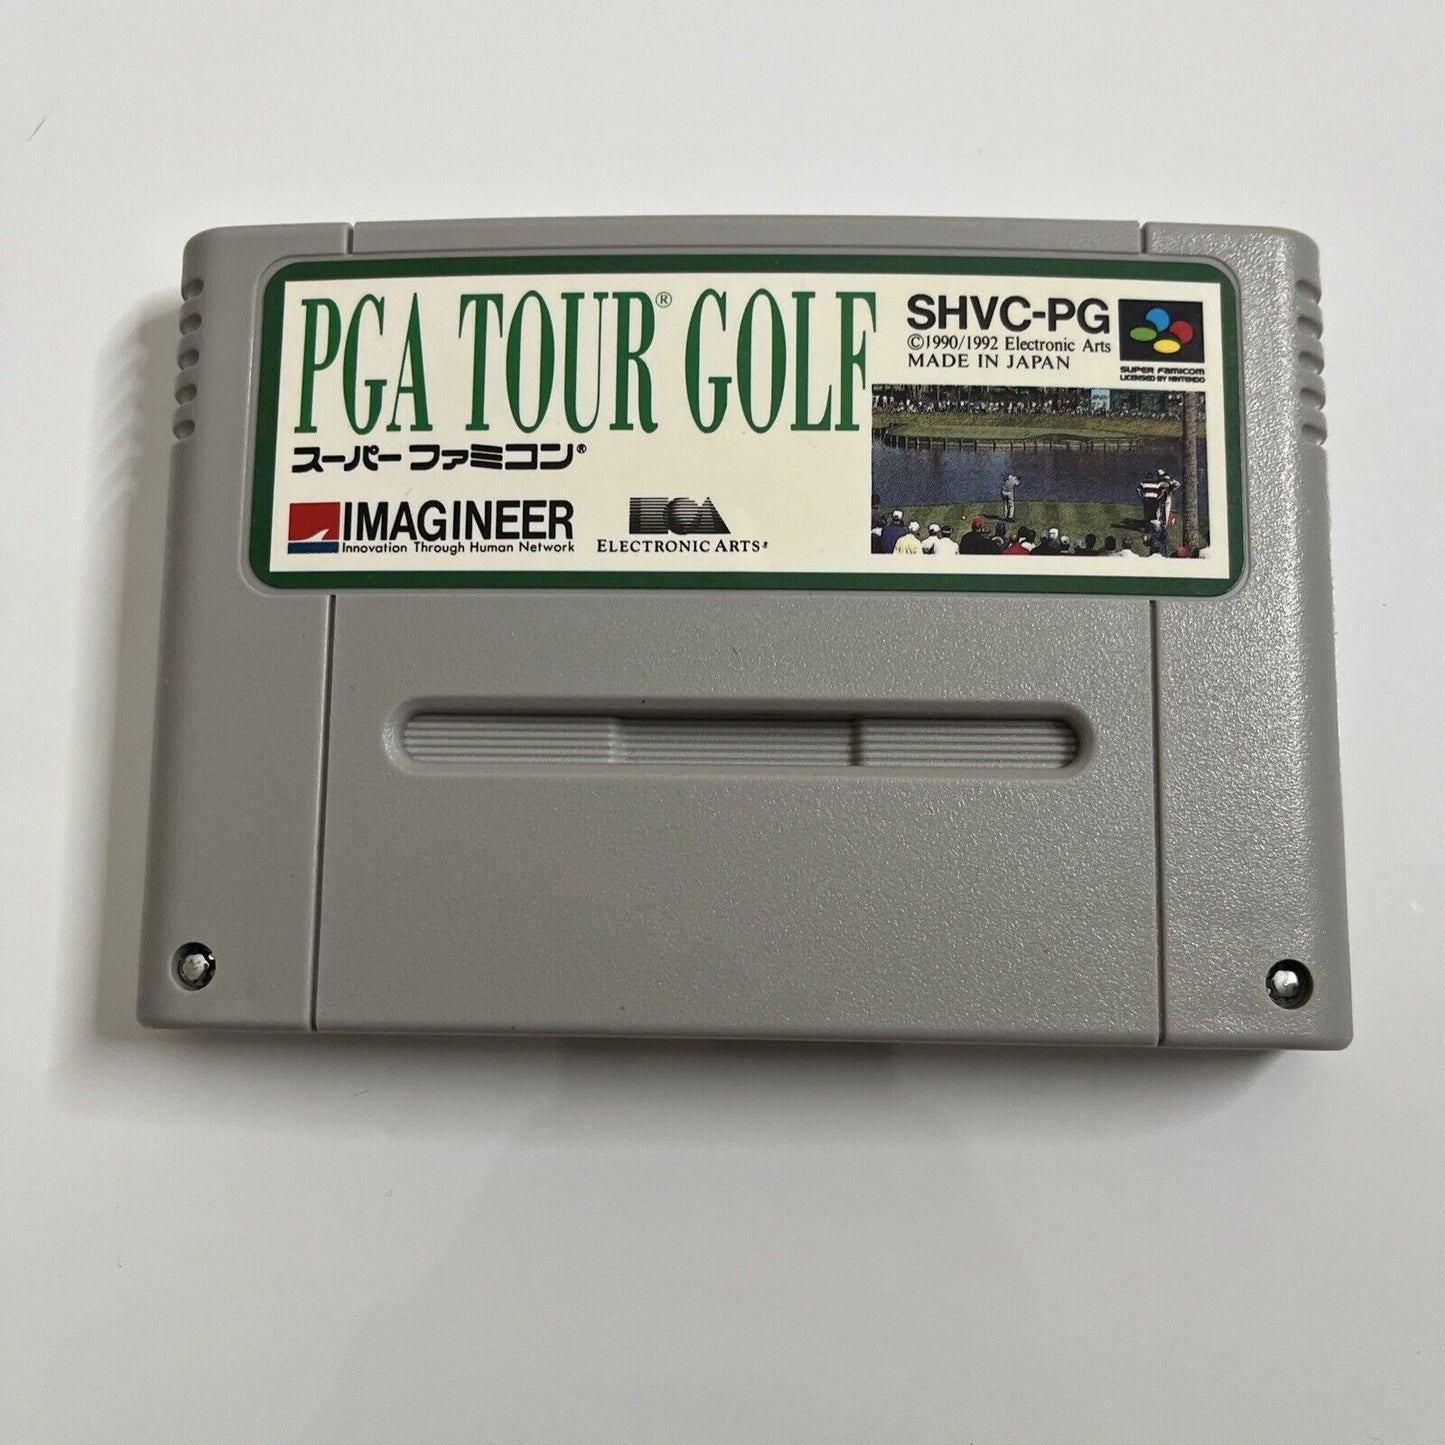 PGA TOUR® GOLF
スーパーファミコン®
IMAGINEER
Innovation Through Human Network
ELECTRONIC ARTS®
SHVC-PG
©1990/1992 Electronic Arts
MADE IN JAPAN
SUPER FAMICOM
LICENSED BY NINTENDO